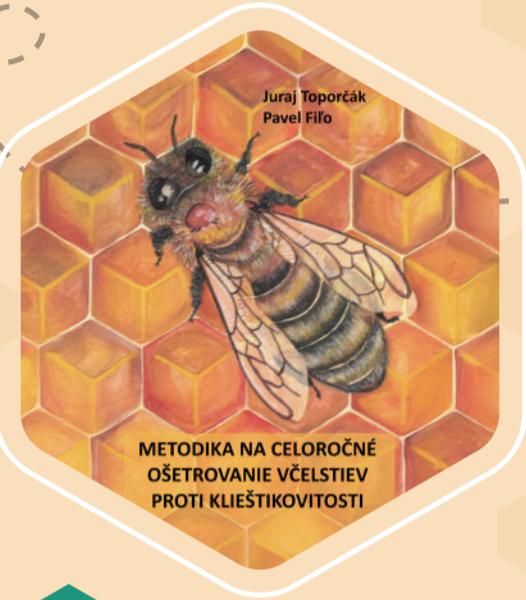 Juraj Toporčák
Pavel Fiľo
METODIKA NA CELOROČNÉ
OŠETROVANIE VČELSTIEV
PROTI KLIEŠTIKOVITOSTI